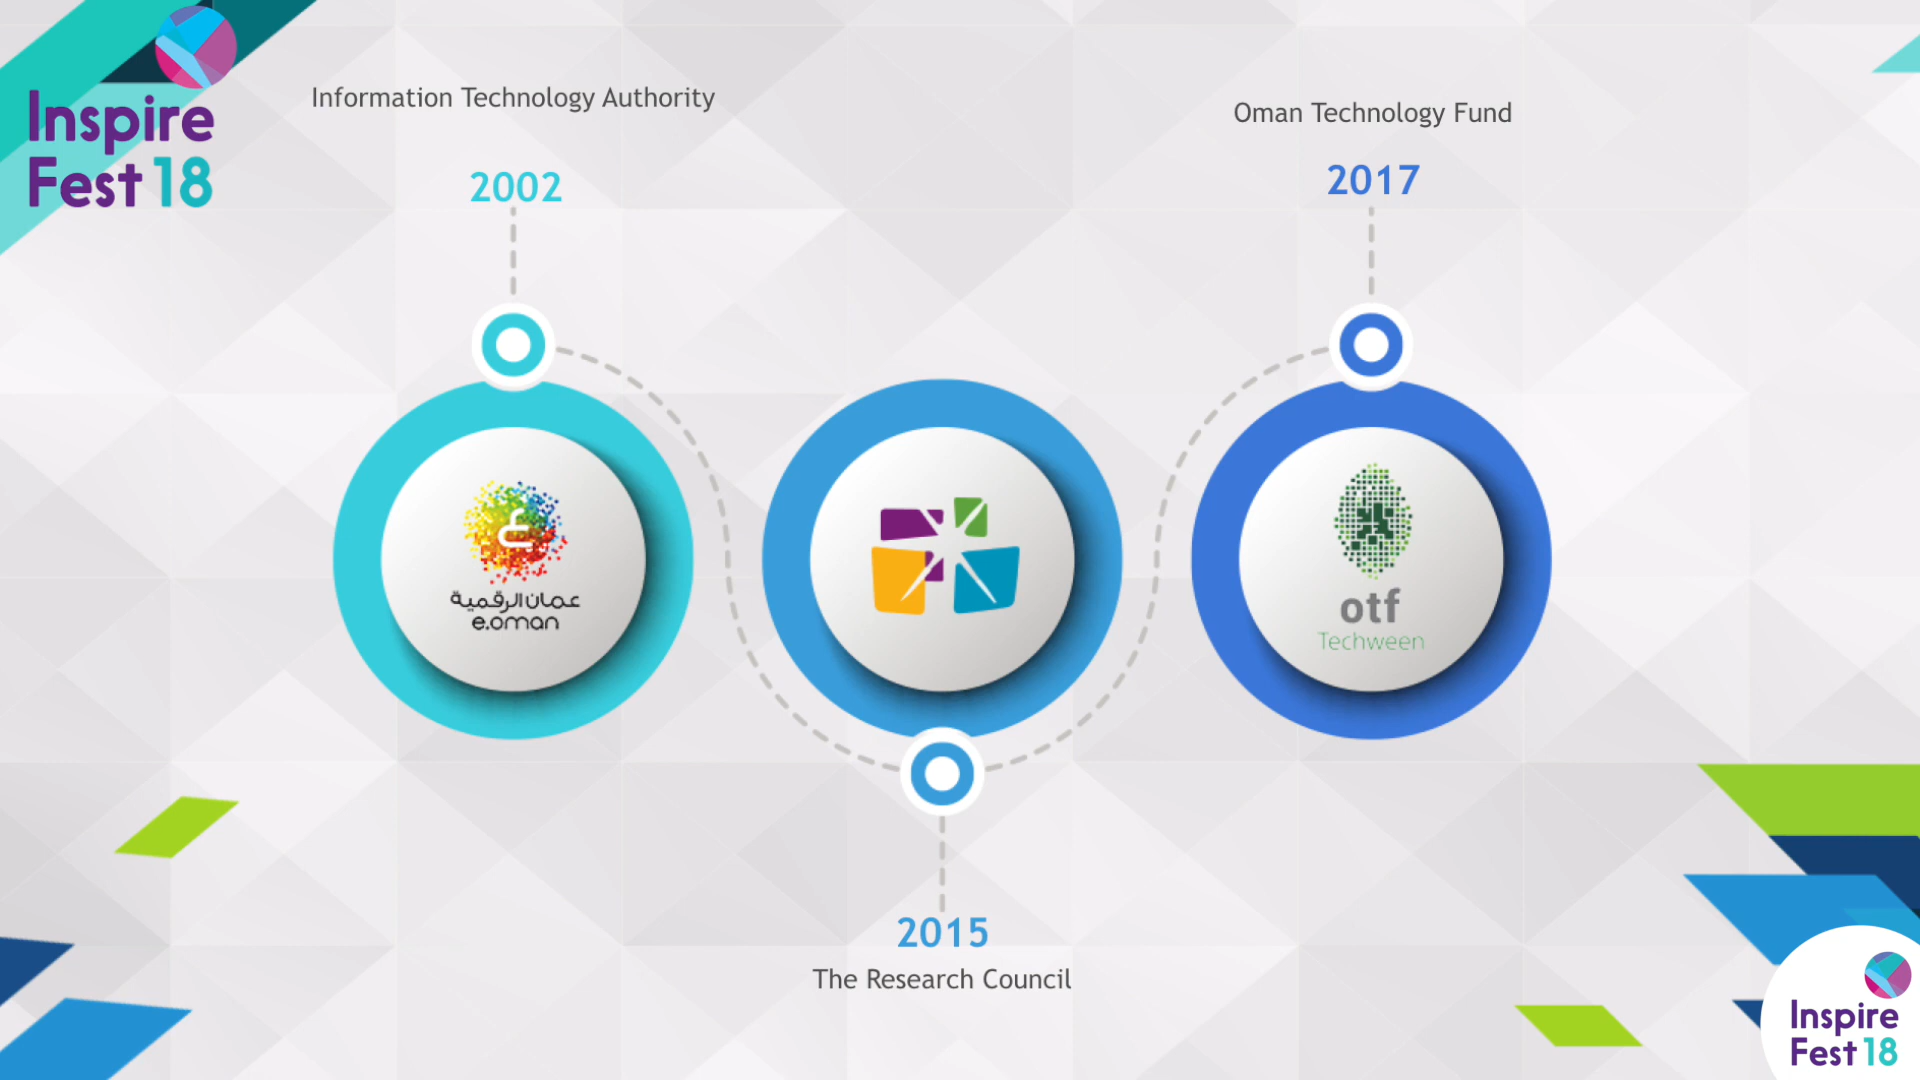 Inspire
Fest 18
Information Technology Authority
2002
Oman Technology Fund
2017
ع
عمان الرقمية
e.oman
otf
Techween
2015
The Research Council
Inspire
Fest 18